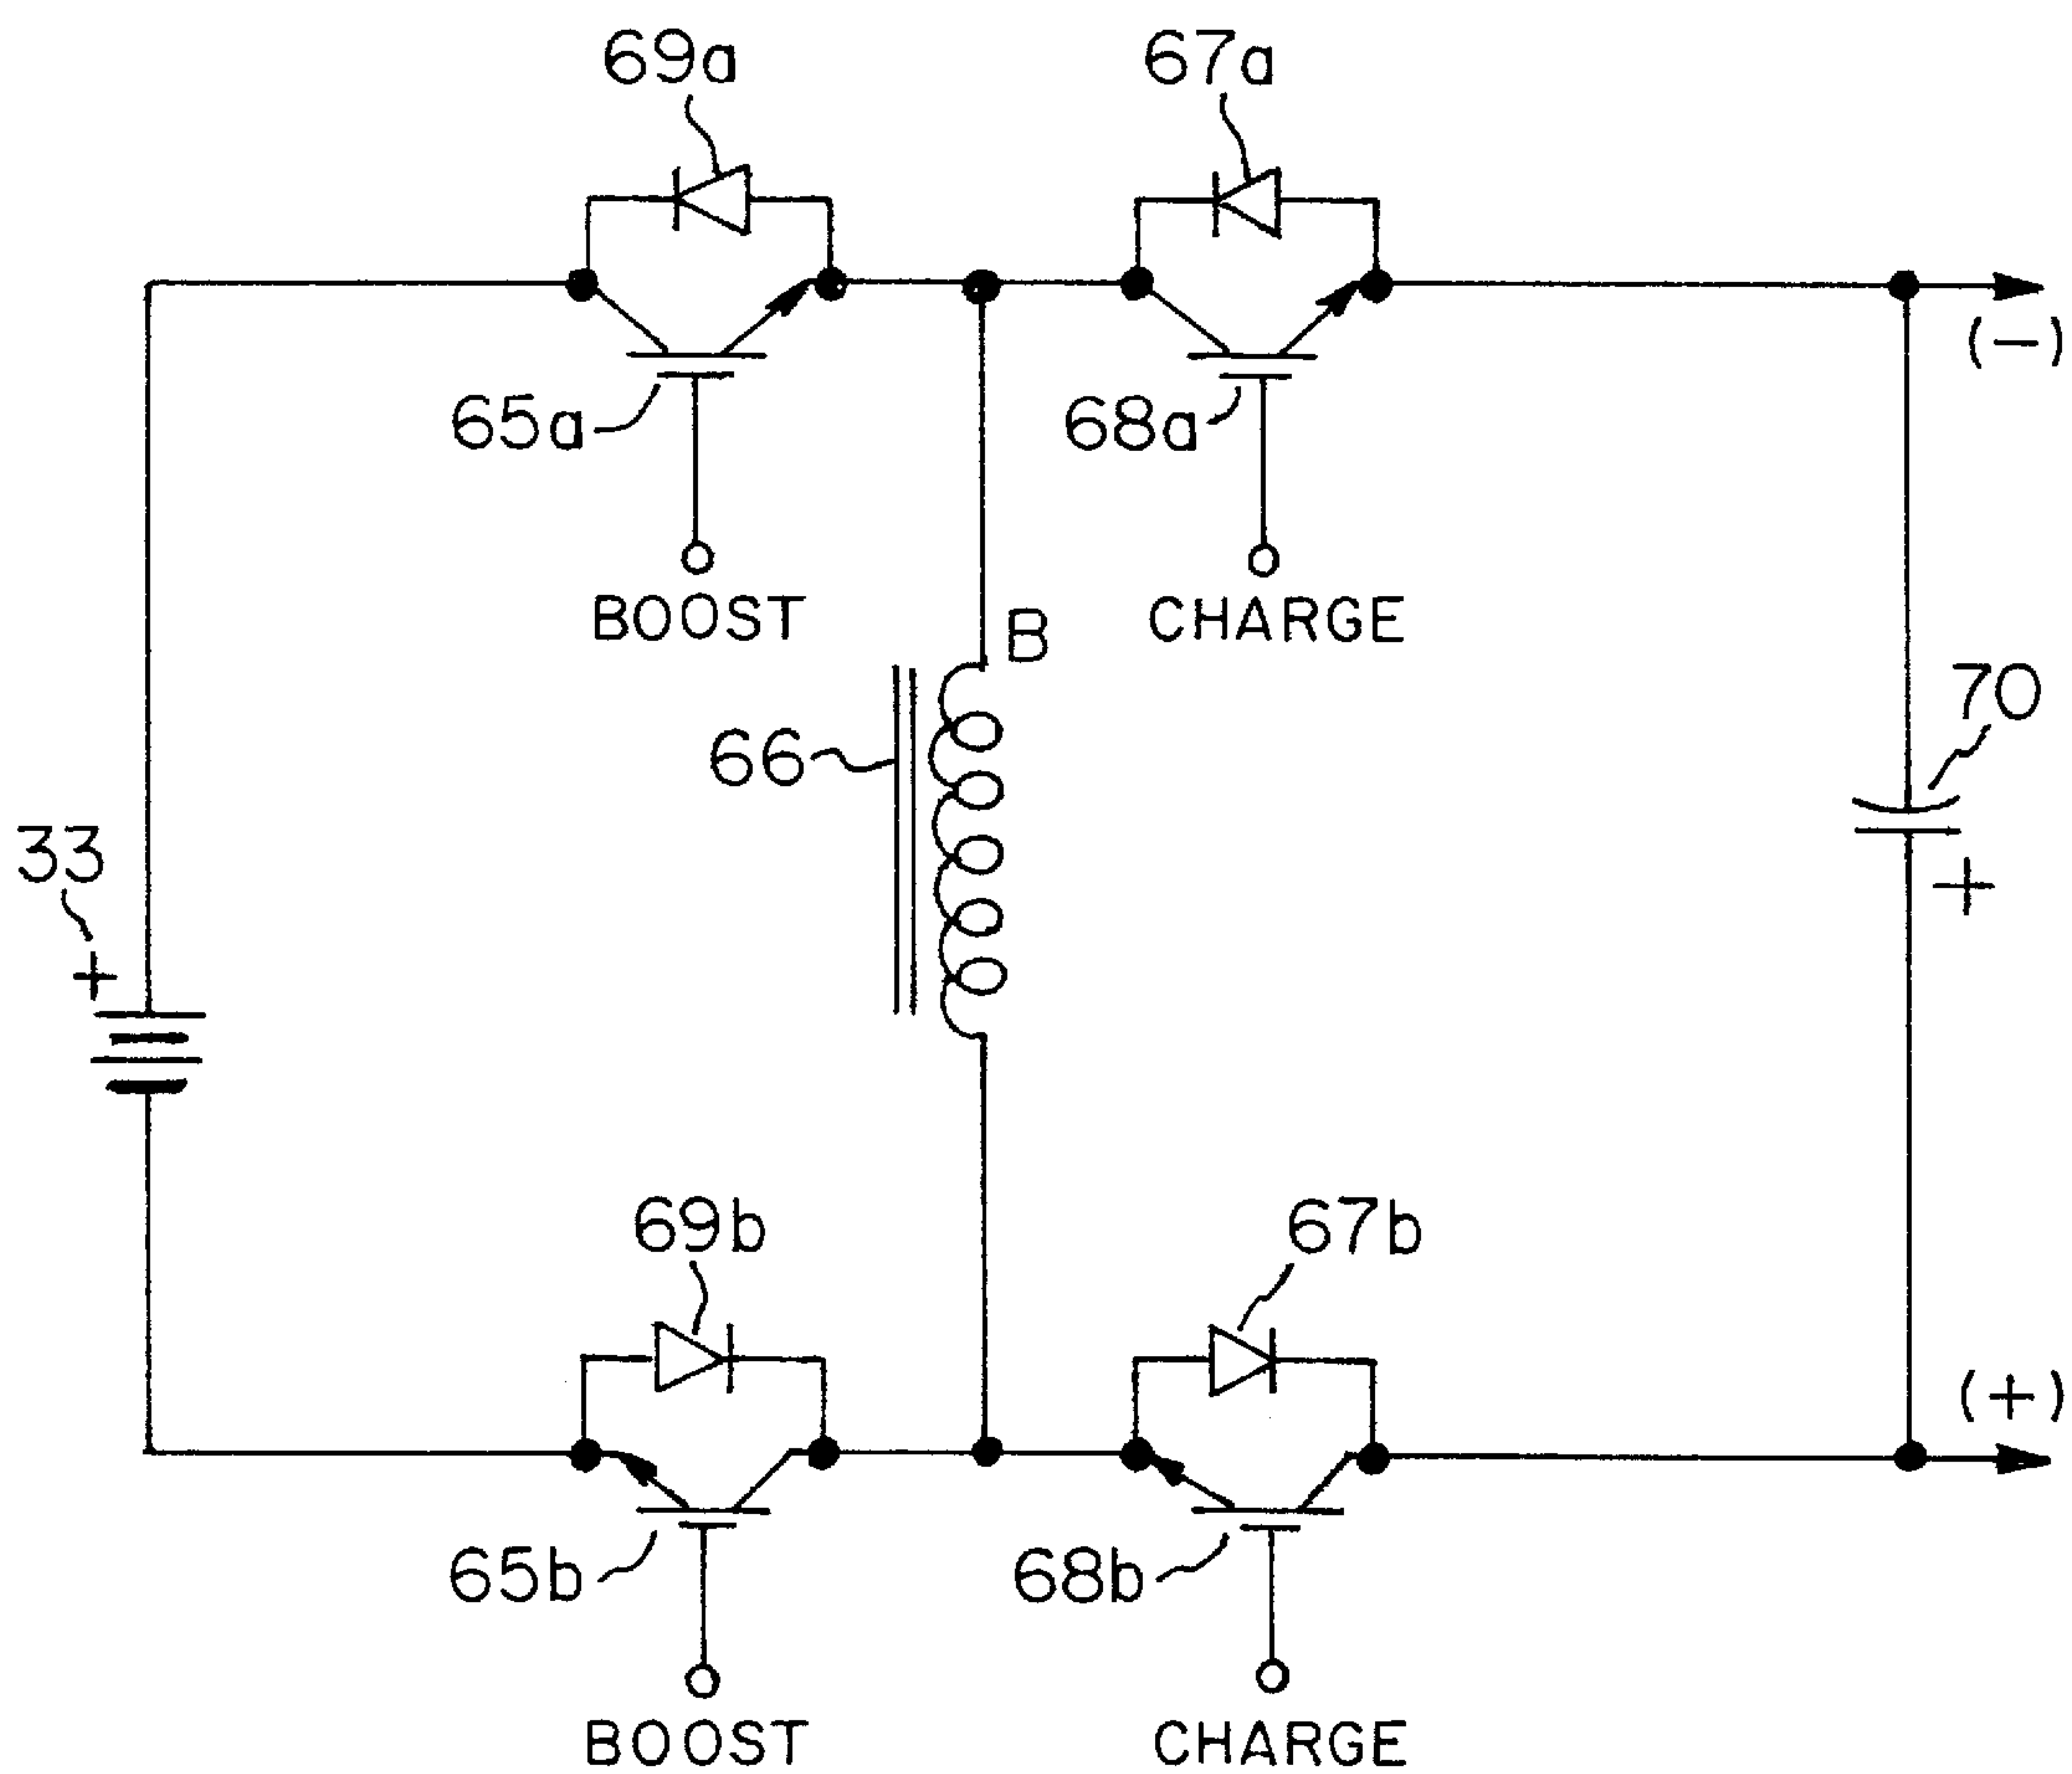 69a
67a
(−)
65a
68a
BOOST
CHARGE
B
70
66
33
+
+
69b
67b
(+)
65b
68b
BOOST
CHARGE